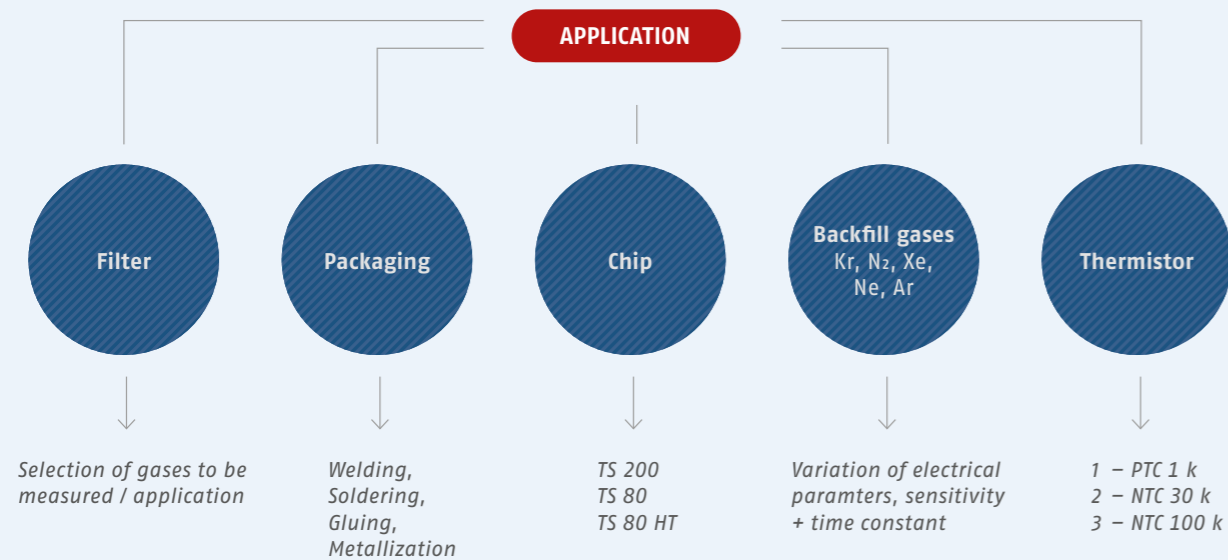 APPLICATION
Filter
Packaging
Chip
Backfill gases
Kr, N₂, Xe,
Ne, Ar
Thermistor
Selection of gases to be
measured / application
Welding,
Soldering,
Gluing,
Metallization
TS 200
TS 80
TS 80 HT
Variation of electrical
paramters, sensitivity
+ time constant
1 – PTC 1 k
2 – NTC 30 k
3 – NTC 100 k